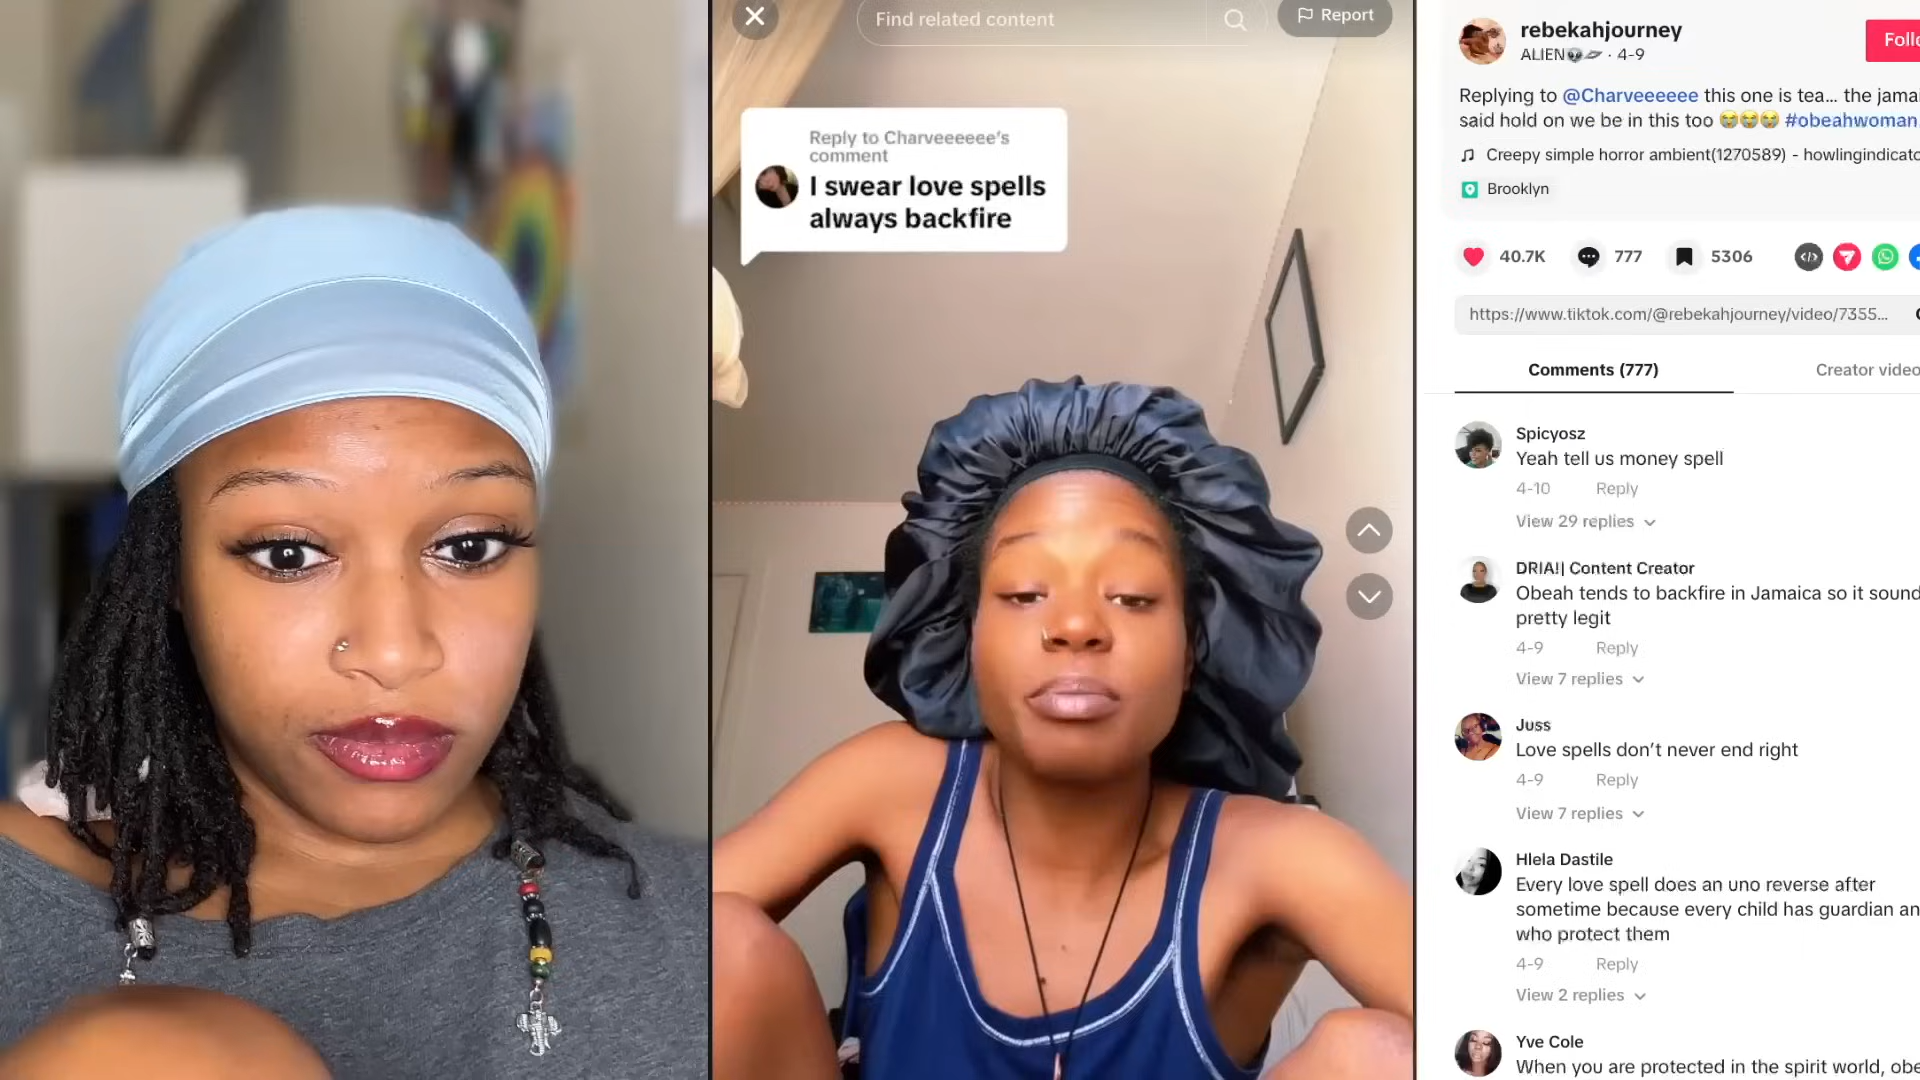 Find related content
Report
Reply to Charveeeeee's
comment
I swear love spells
always backfire
rebekahjourney
ALIEN👽🛸 · 4-9
Replying to @Charveeeeee this one is tea... the jamai
said hold on we be in this too 😭😭😭 #obeahwoman
Creepy simple horror ambient(1270589) - howlingindicato
Brooklyn
40.7K
777
5306
https://www.tiktok.com/@rebekahjourney/video/7355...
Comments (777)
Creator video
Spicyosz
Yeah tell us money spell
4-10 Reply
View 29 replies
DRIA!| Content Creator
Obeah tends to backfire in Jamaica so it sound
pretty legit
4-9 Reply
View 7 replies
Juss
Love spells don't never end right
4-9 Reply
View 7 replies
Hlela Dastile
Every love spell does an uno reverse after
sometime because every child has guardian an
who protect them
4-9 Reply
View 2 replies
Yve Cole
When you are protected in the spirit world, obe